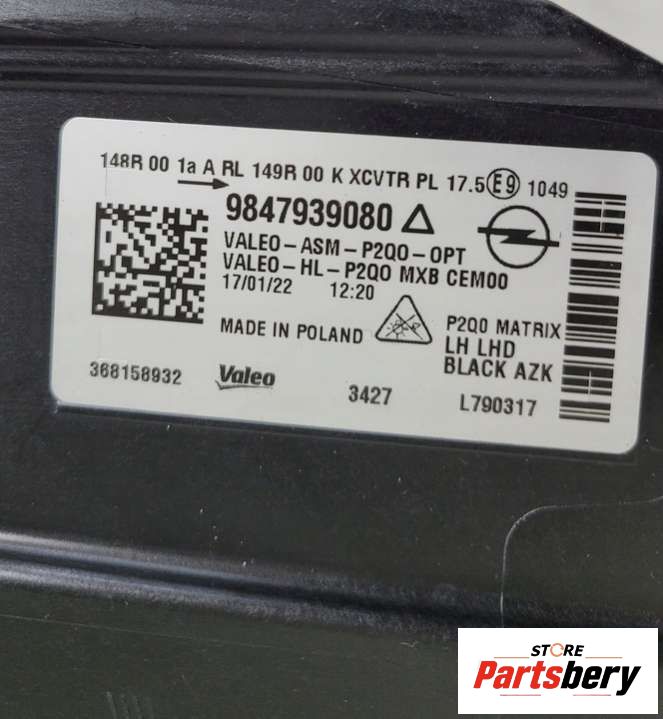 148R 00 1a A RL 149R 00 K XCVTR PL 17.5 E9 1049
9847939080
VALEO-ASM-P2QO-OPT
VALEO-HL-P2QO MXB CEM00
17/01/22 12:20
MADE IN POLAND
P2Q0 MATRIX
LH LHD
BLACK AZK
368158932 Valeo 3427 L790317
STORE
Partsbery